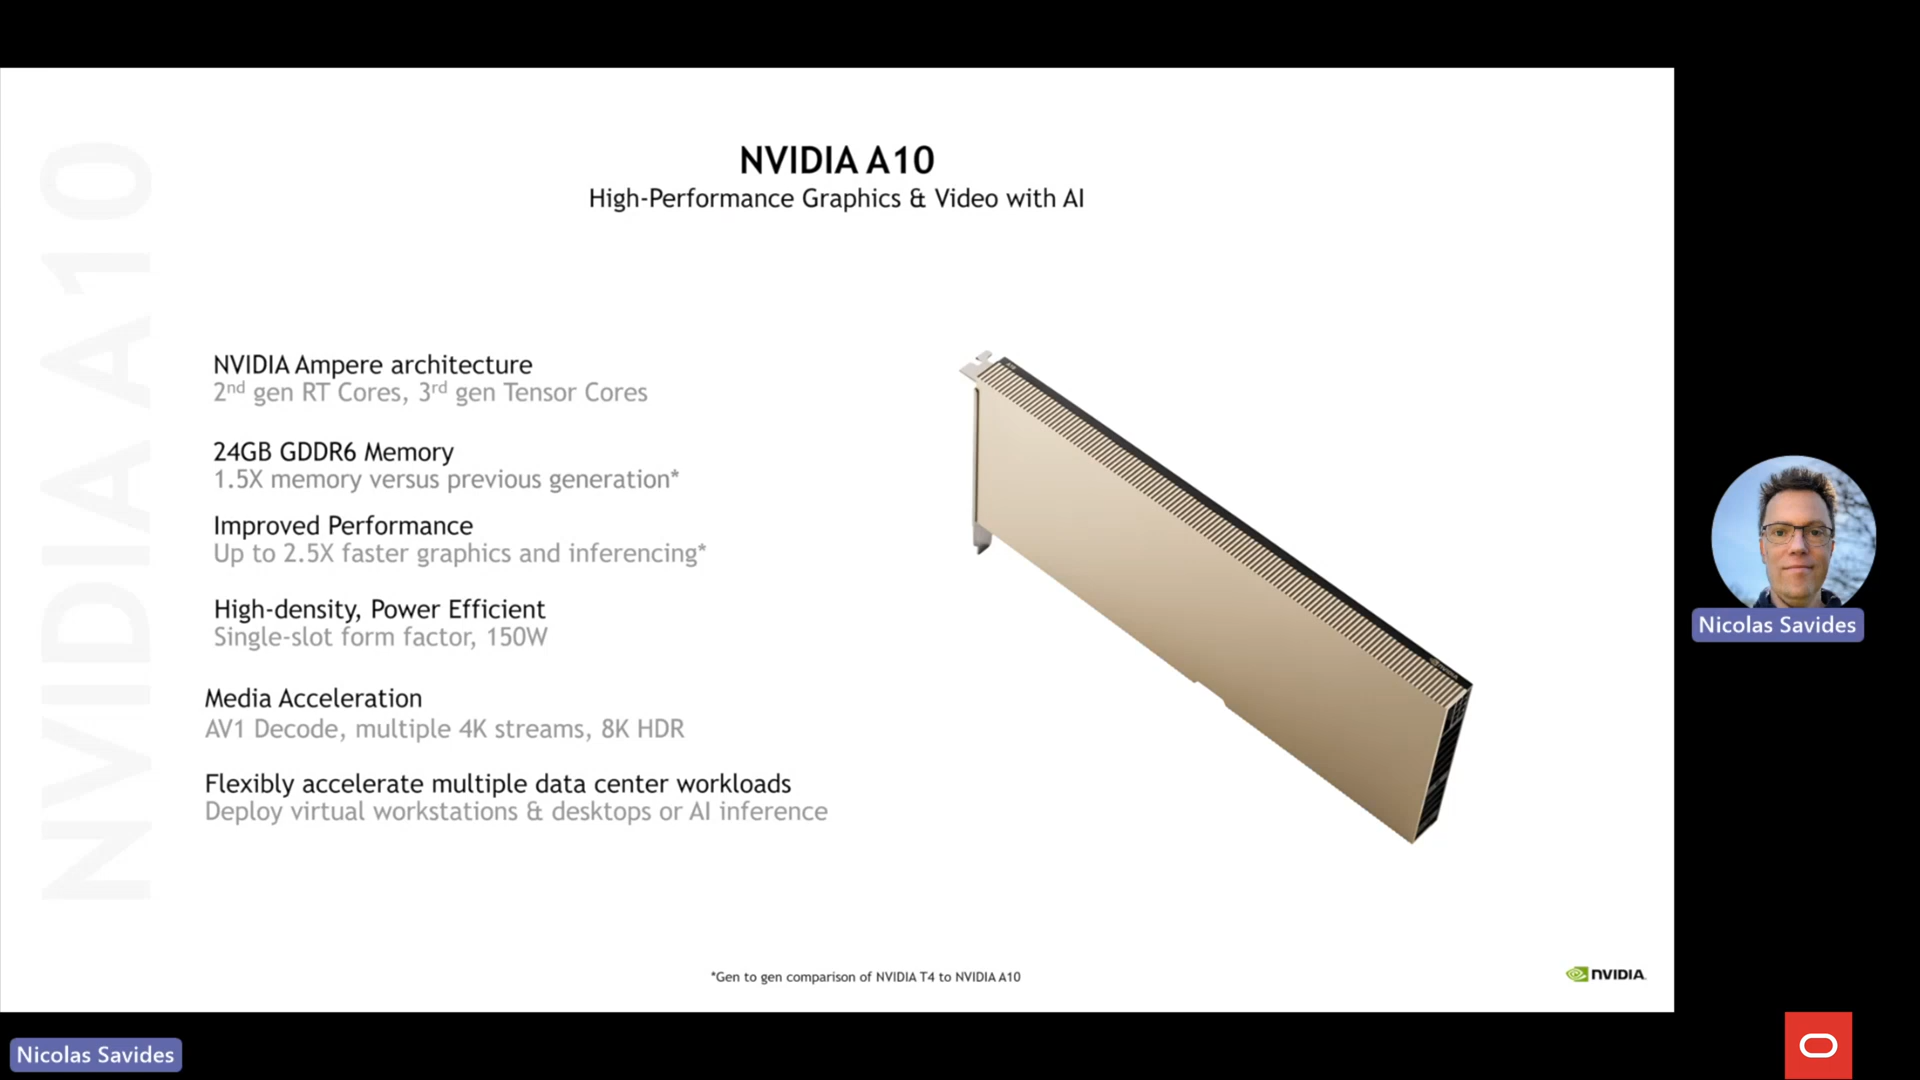 NVIDIA A10
NVIDIA A10
High-Performance Graphics & Video with AI
NVIDIA Ampere architecture
2nd gen RT Cores, 3rd gen Tensor Cores
24GB GDDR6 Memory
1.5X memory versus previous generation*
Improved Performance
Up to 2.5X faster graphics and inferencing*
High-density, Power Efficient
Single-slot form factor, 150W
Media Acceleration
AV1 Decode, multiple 4K streams, 8K HDR
Flexibly accelerate multiple data center workloads
Deploy virtual workstations & desktops or AI inference
*Gen to gen comparison of NVIDIA T4 to NVIDIA A10
NVIDIA.
Nicolas Savides
Nicolas Savides